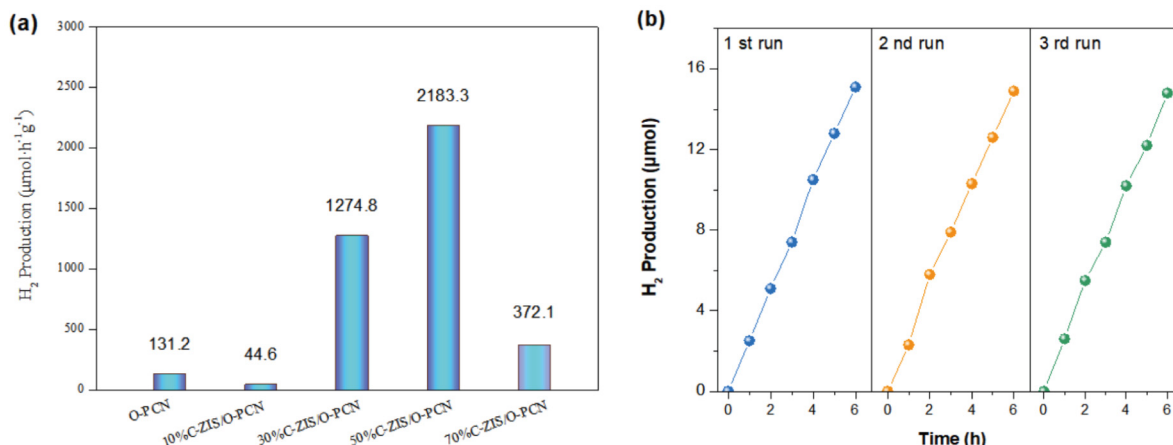 (a)
3000
2500
2000
1500
1000
500
0
H₂ Production (µmol·h⁻¹g⁻¹)
131.2
44.6
1274.8
2183.3
372.1
O-PCN
10%C-ZIS/O-PCN
30%C-ZIS/O-PCN
50%C-ZIS/O-PCN
70%C-ZIS/O-PCN
(b)
1 st run
2 nd run
3 rd run
16
12
8
4
0
H₂ Production (µmol)
0 2 4 6 0 2 4 6 0 2 4 6
Time (h)